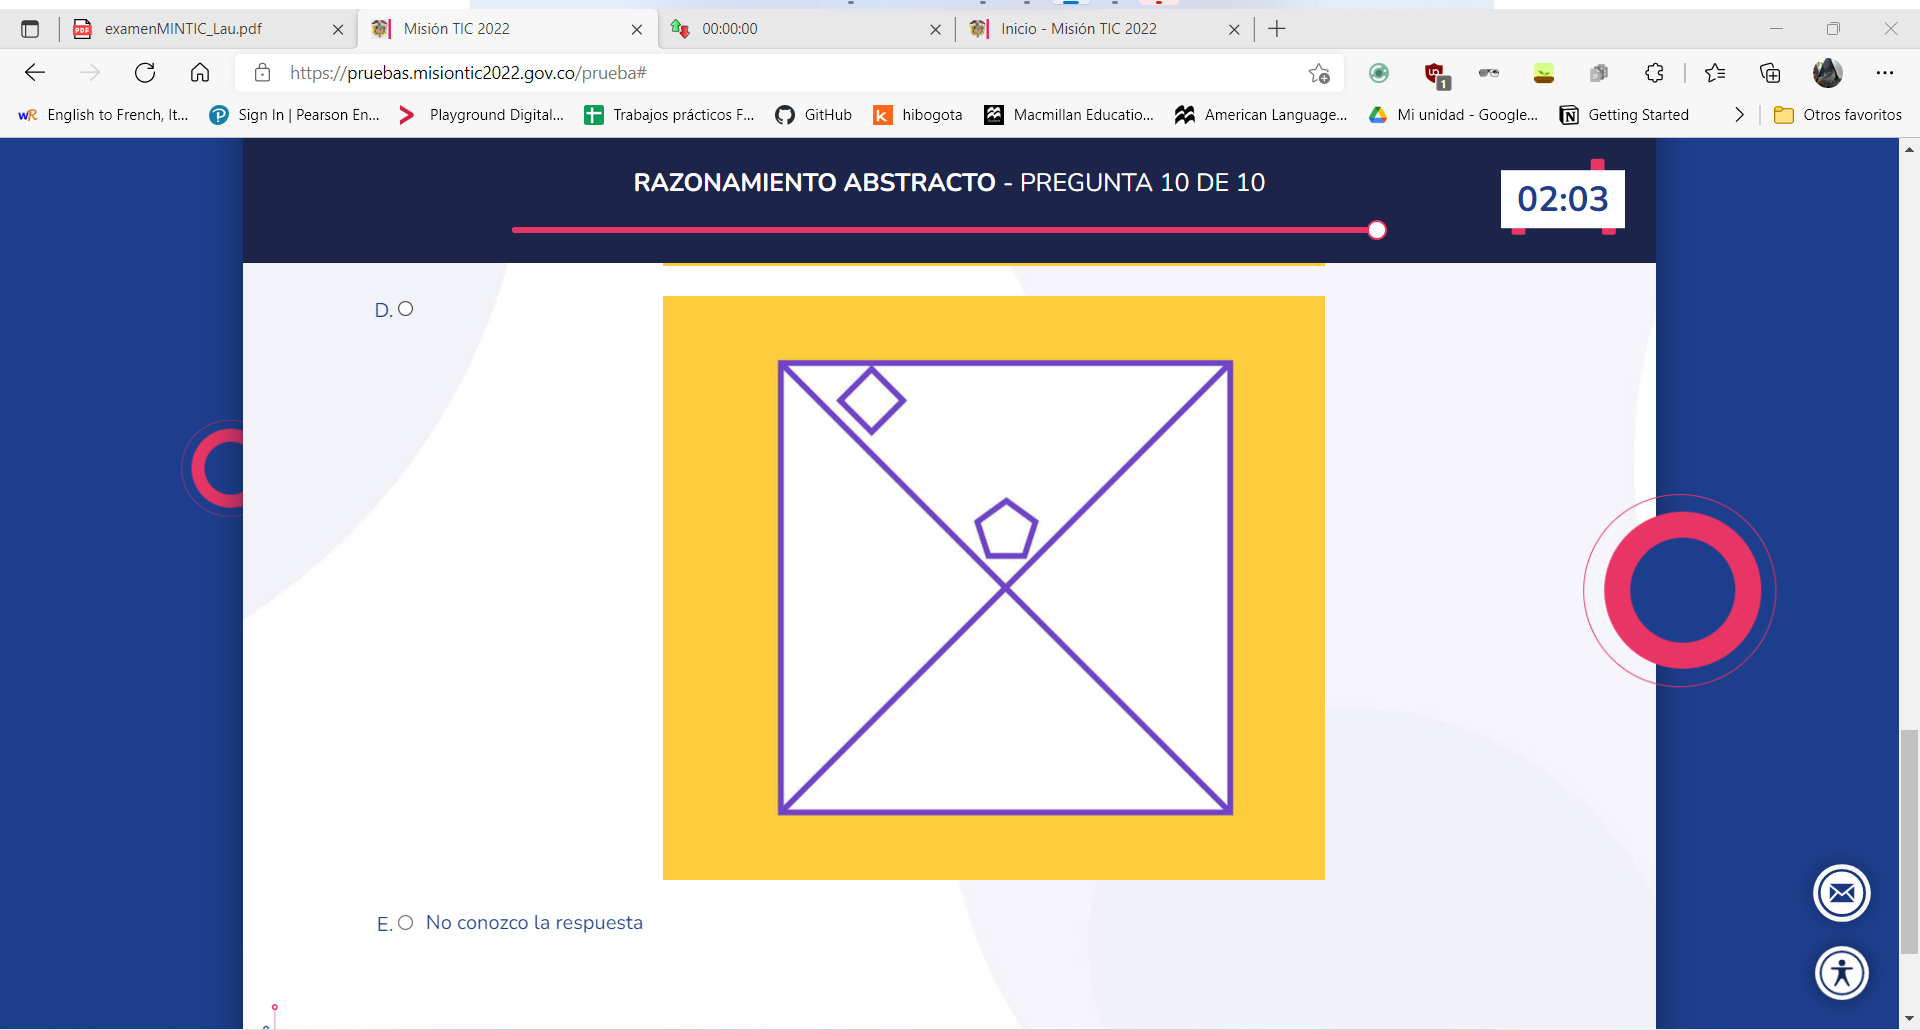 examenMINTIC_Lau.pdf
Misión TIC 2022
00:00:00
Inicio - Misión TIC 2022
https://pruebas.misiontic2022.gov.co/prueba#
1
English to French, It...
Sign In | Pearson En...
Playground Digital...
Trabajos prácticos F...
GitHub
hibogota
Macmillan Educatio...
American Language...
Mi unidad - Google...
Getting Started
Otros favoritos
RAZONAMIENTO ABSTRACTO - PREGUNTA 10 DE 10
02:03
D.
E. No conozco la respuesta